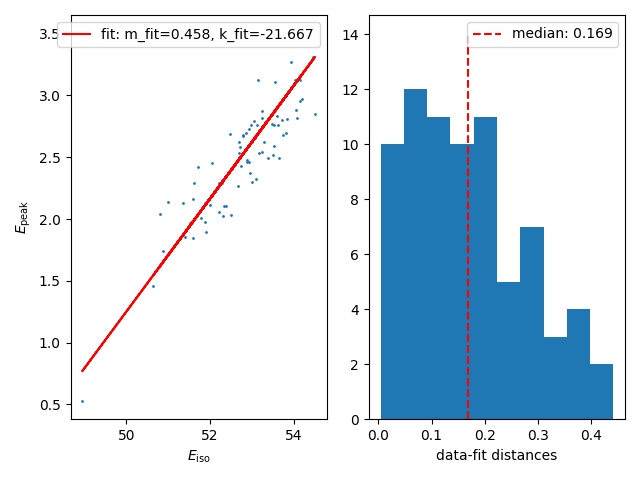 fit: m_fit=0.458, k_fit=-21.667
3.5
3.0
2.5
2.0
1.5
1.0
0.5
E_peak
50 52 54
E_iso
median: 0.169
14
12
10
8
6
4
2
0
0.0 0.1 0.2 0.3 0.4
data-fit distances